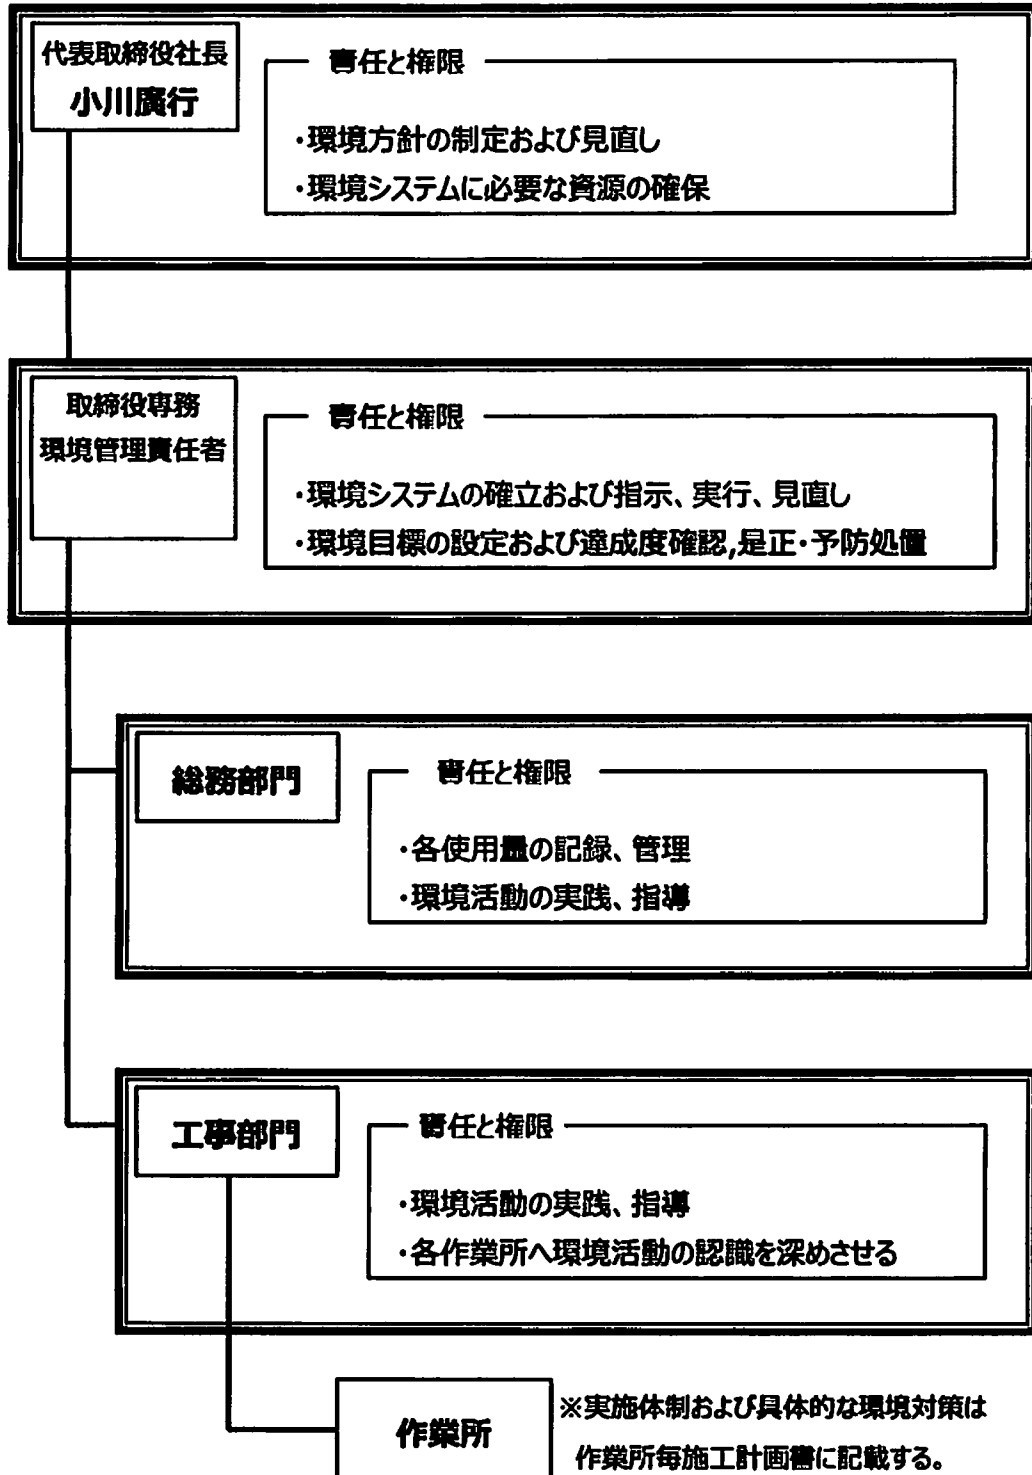 代表取締役社長
小川廣行
責任と権限
・環境方針の制定および見直し
・環境システムに必要な資源の確保
取締役専務
環境管理責任者
責任と権限
・環境システムの確立および指示、実行、見直し
・環境目標の設定および達成度確認,是正・予防処置
総務部門
責任と権限
・各使用量の記録、管理
・環境活動の実践、指導
工事部門
責任と権限
・環境活動の実践、指導
・各作業所へ環境活動の認識を深めさせる
作業所
※実施体制および具体的な環境対策は
作業所毎施工計画書に記載する。